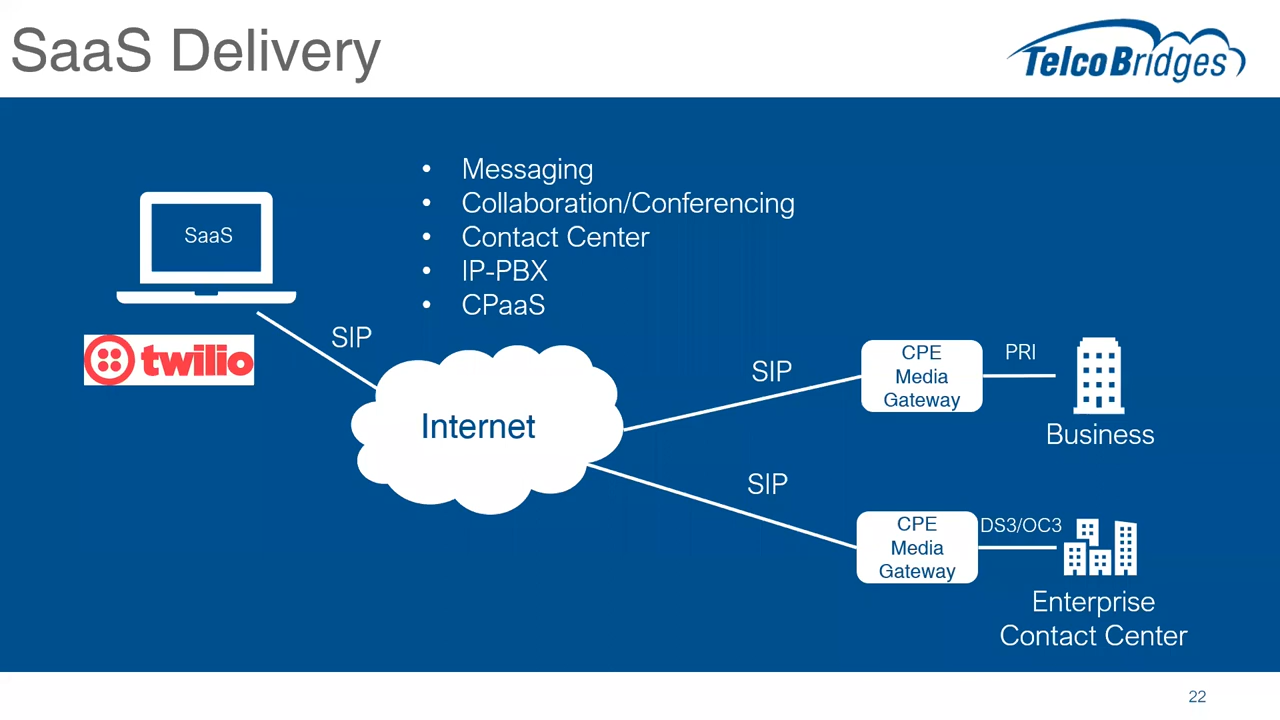 SaaS Delivery
TelcoBridges
• Messaging
• Collaboration/Conferencing
• Contact Center
• IP-PBX
• CPaaS
SaaS
twilio
SIP
Internet
SIP
CPE
Media
Gateway
PRI
Business
SIP
CPE
Media
Gateway
DS3/OC3
Enterprise
Contact Center
22